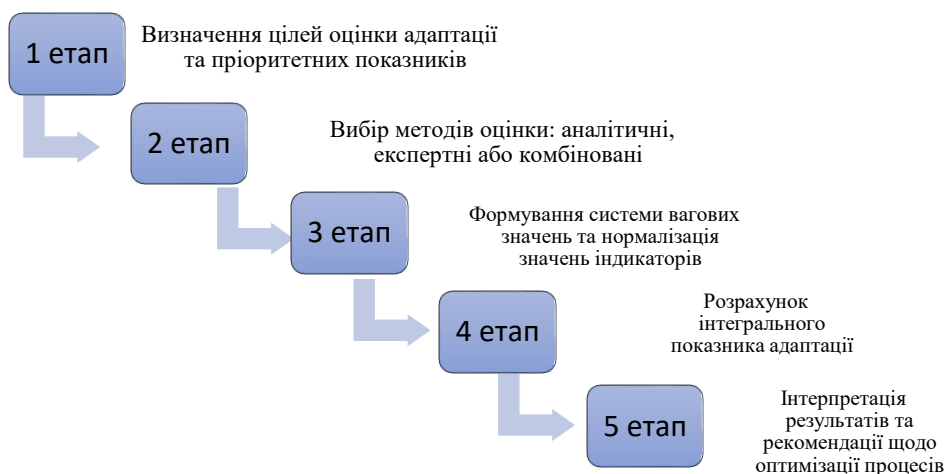 1 етап
Визначення цілей оцінки адаптації
та пріоритетних показників
2 етап
Вибір методів оцінки: аналітичні,
експертні або комбіновані
3 етап
Формування системи вагових
значень та нормалізація
значень індикаторів
4 етап
Розрахунок
інтегрального
показника адаптації
5 етап
Інтерпретація
результатів та
рекомендації щодо
оптимізації процесів